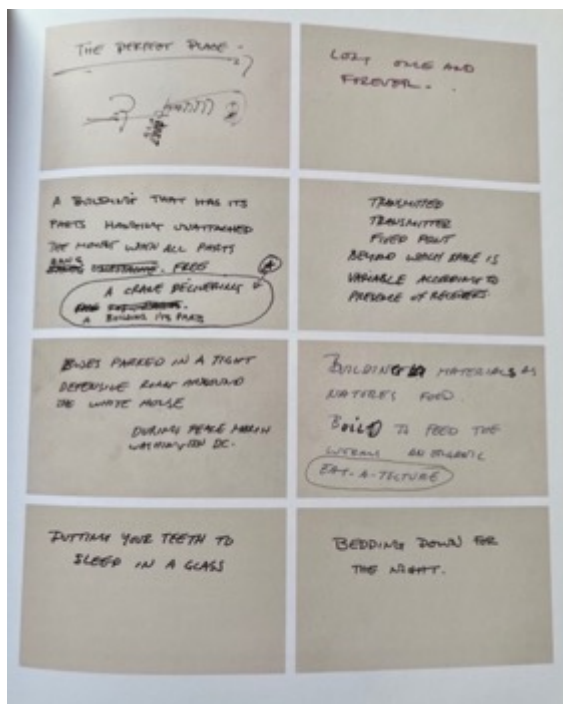 THE PERFECT PLACE.
LOST ONCE AND
FOREVER.
A BUILDING THAT HAS ITS
PARTS HANGING UNATTACHED
THE MOMENT WHEN ALL PARTS
HANG FREE
A CRANE DELIVERING
A BUILDING ITS PARTS
TRANSMITTED
TRANSMITTER
FIXED POINT
BEYOND WHICH SPACE IS
VARIABLE ACCORDING TO
PRESENCE OF RECEIVERS.
BUSES PARKED IN A TIGHT
DEFENSIVE RING AROUND
THE WHITE HOUSE
DURING PEACE MARCH
WASHINGTON DC.
BUILDING MATERIALS AS
NATURES FOOD.
BUILD TO FEED THE
AN ORGANIC
EAT-A-TECTURE
PUTTING YOUR TEETH TO
SLEEP IN A GLASS
BEDDING DOWN FOR
THE NIGHT.